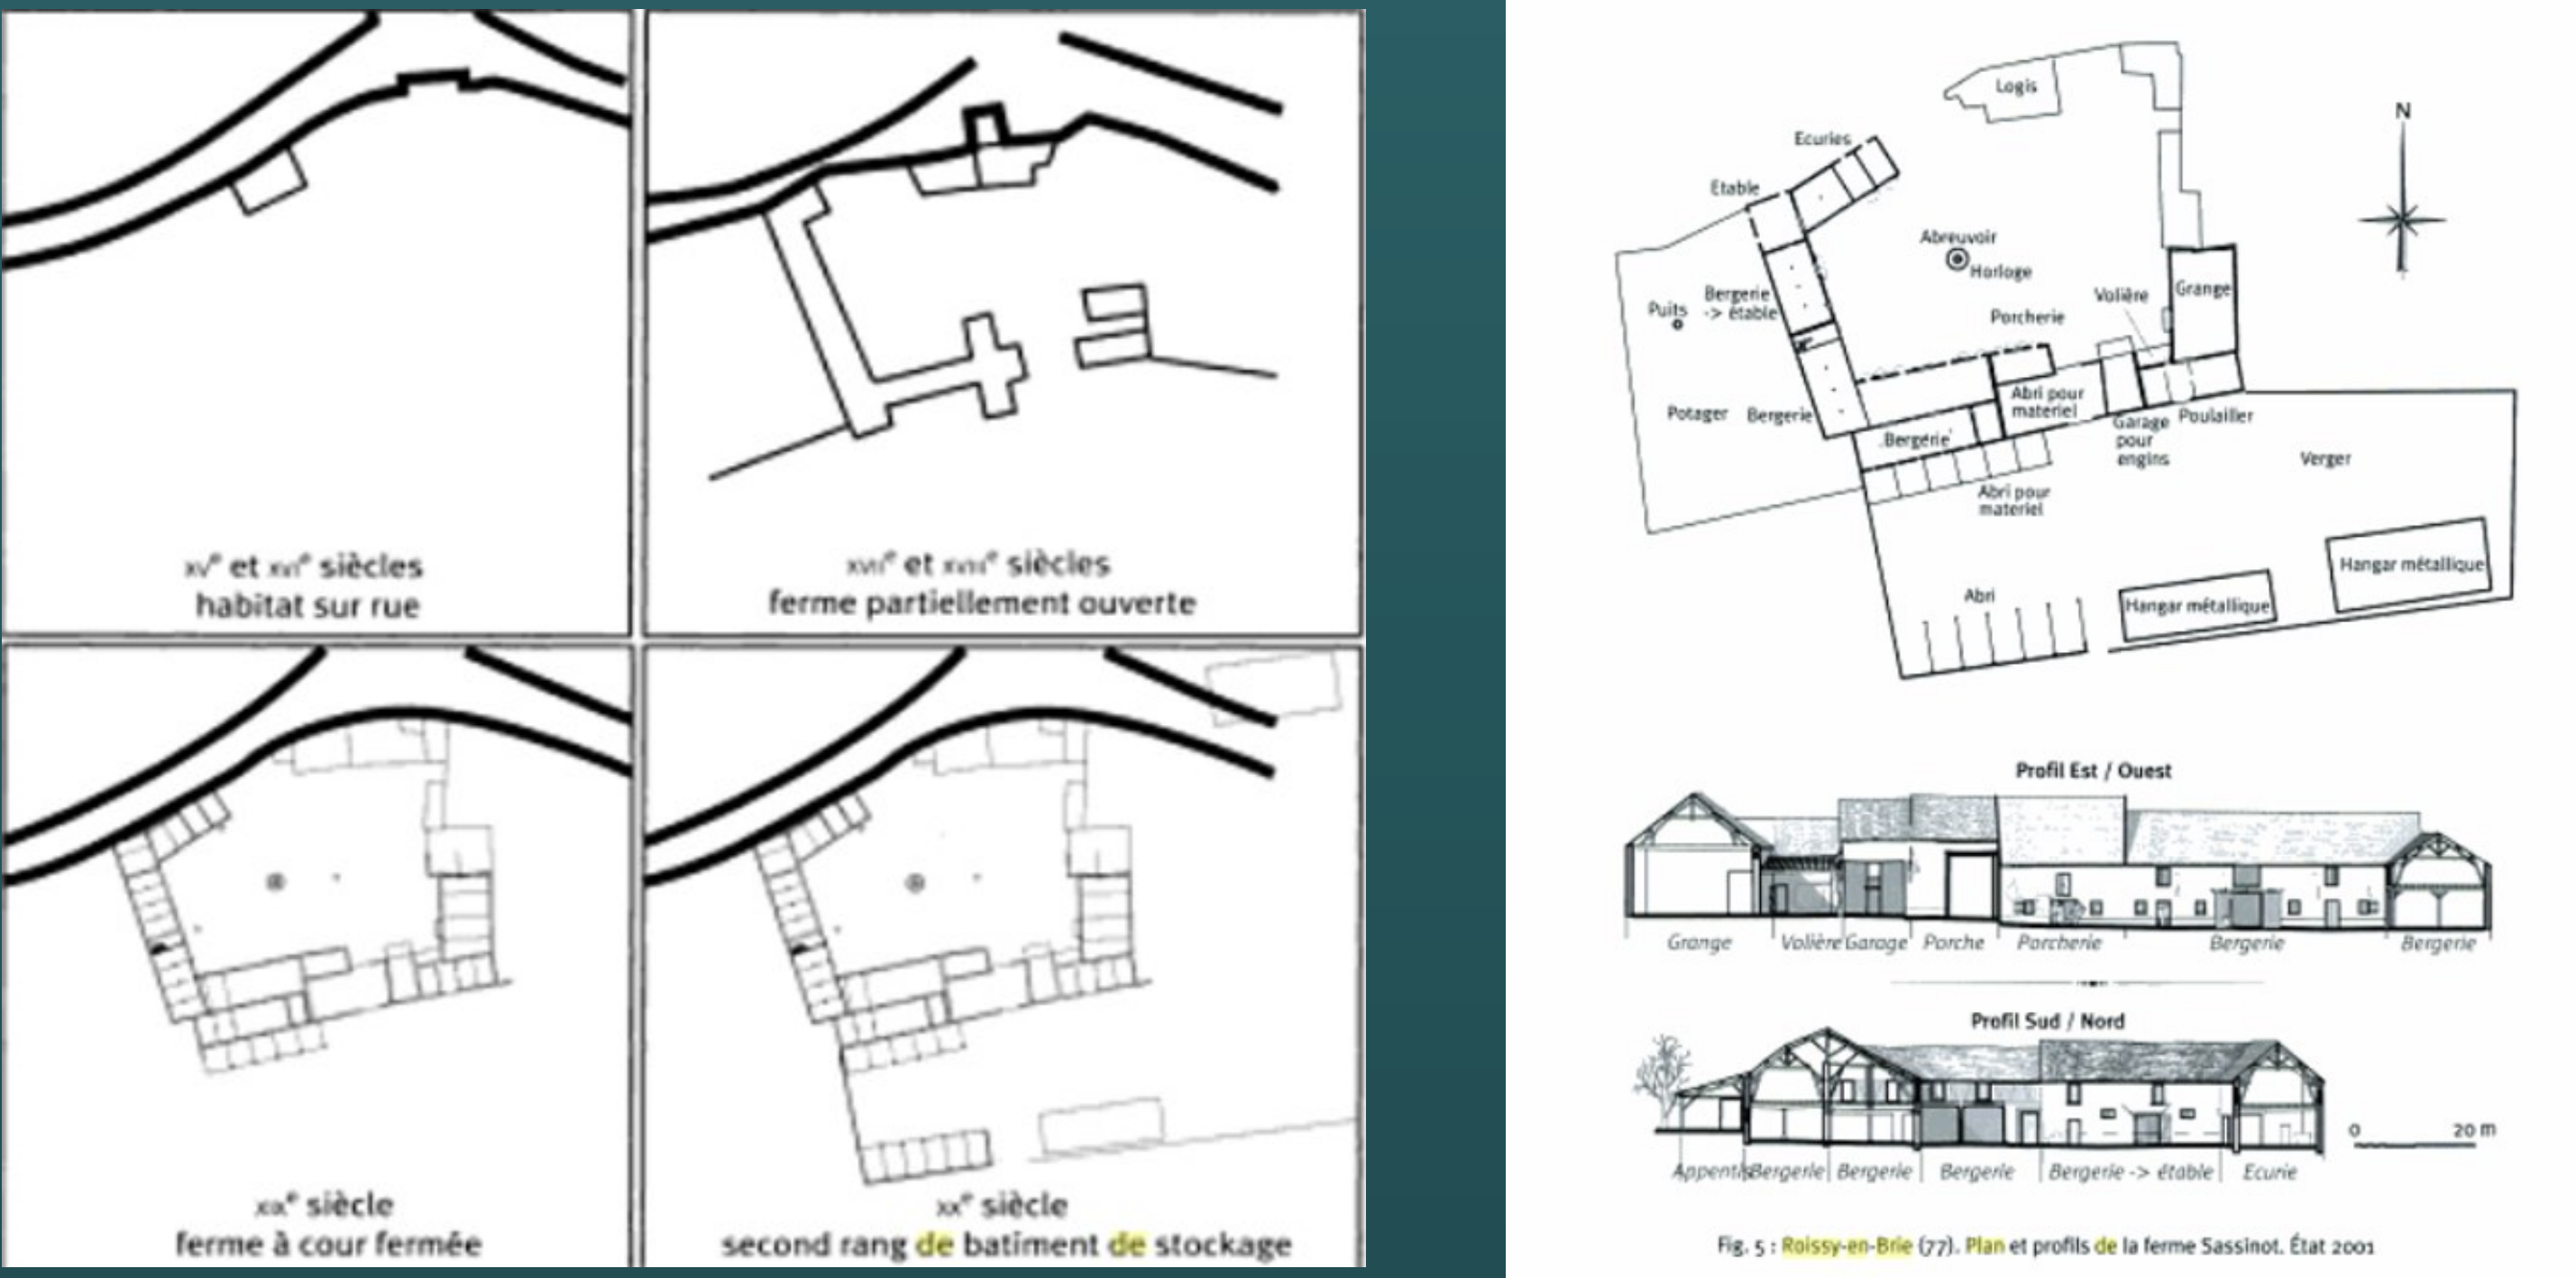 XVe et XVIe siècles
habitat sur rue
XVIIe et XVIIIe siècles
ferme partiellement ouverte
XIXe siècle
ferme à cour fermée
XXe siècle
second rang de batiment de stockage
Logis
N
Ecuries
Etable
Abreuvoir
Horloge
Puits
Bergerie
-> étable
Volière
Grange
Porcherie
Potager
Bergerie
Abri pour
materiel
Bergerie
Garage
pour
engins
Poulailler
Verger
Abri pour
materiel
Abri
Hangar métallique
Hangar métallique
Profil Est / Ouest
Grange
Volière
Garage
Porche
Porcherie
Bergerie
Bergerie
Profil Sud / Nord
0 20 m
Appentis
Bergerie
Bergerie
Bergerie
Bergerie -> étable
Ecurie
Fig. 5 : Roissy-en-Brie (77). Plan et profils de la ferme Sassinot. État 2001